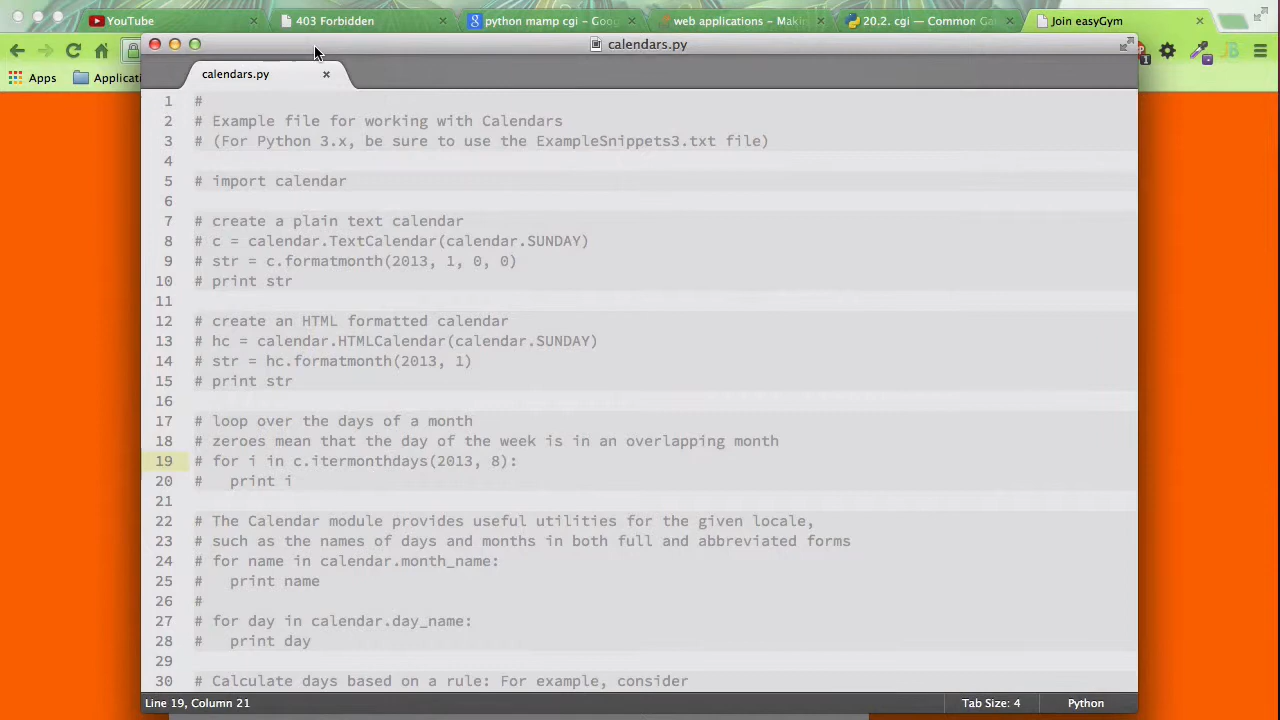 YouTube
403 Forbidden
python mamp cgi - Goo
web applications - Makin
20.2. cgi — Common Ga
Join easyGym
calendars.py
Apps
Applicati
calendars.py
1 #
2 # Example file for working with Calendars
3 # (For Python 3.x, be sure to use the ExampleSnippets3.txt file)
4
5 # import calendar
6
7 # create a plain text calendar
8 # c = calendar.TextCalendar(calendar.SUNDAY)
9 # str = c.formatmonth(2013, 1, 0, 0)
10 # print str
11
12 # create an HTML formatted calendar
13 # hc = calendar.HTMLCalendar(calendar.SUNDAY)
14 # str = hc.formatmonth(2013, 1)
15 # print str
16
17 # loop over the days of a month
18 # zeroes mean that the day of the week is in an overlapping month
19 # for i in c.itermonthdays(2013, 8):
20 #   print i
21
22 # The Calendar module provides useful utilities for the given locale,
23 # such as the names of days and months in both full and abbreviated forms
24 # for name in calendar.month_name:
25 #   print name
26 #
27 # for day in calendar.day_name:
28 #   print day
29
30 # Calculate days based on a rule: For example, consider
Line 19, Column 21
Tab Size: 4
Python